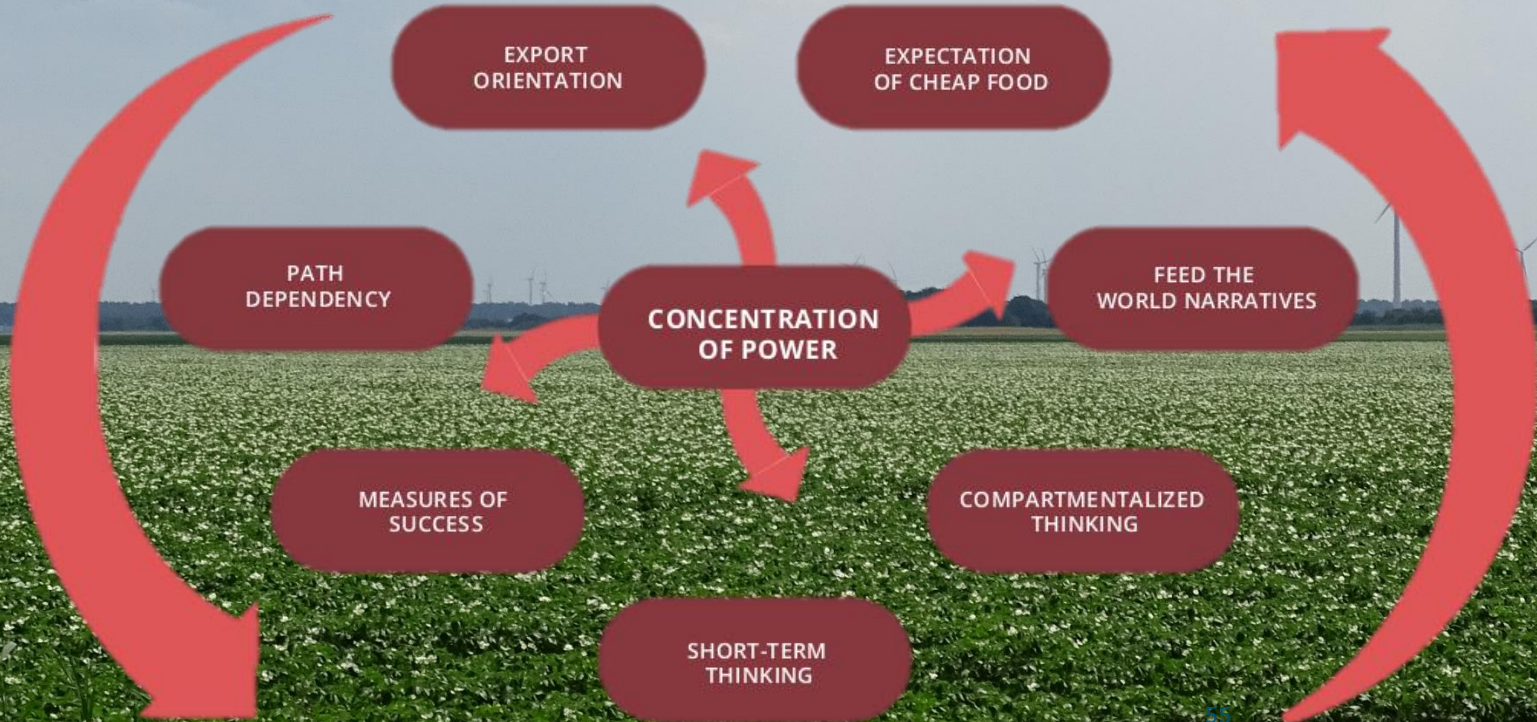 EXPORT
ORIENTATION
EXPECTATION
OF CHEAP FOOD
PATH
DEPENDENCY
CONCENTRATION
OF POWER
FEED THE
WORLD NARRATIVES
MEASURES OF
SUCCESS
COMPARTMENTALIZED
THINKING
SHORT-TERM
THINKING
55